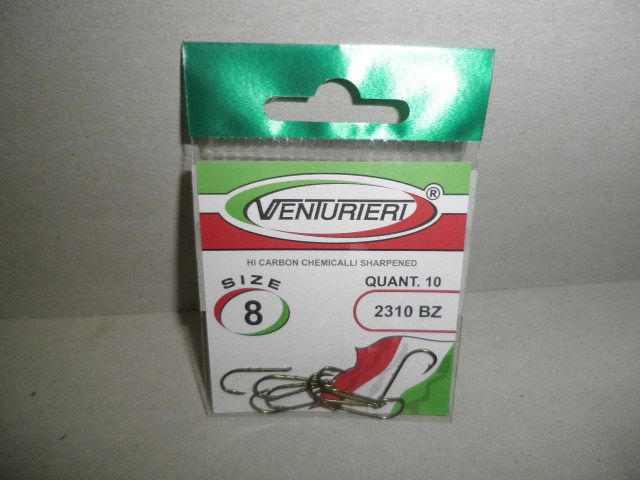 VENTURIERI ®
HI CARBON CHEMICALLI SHARPENED
SIZE
8
QUANT. 10
2310 BZ